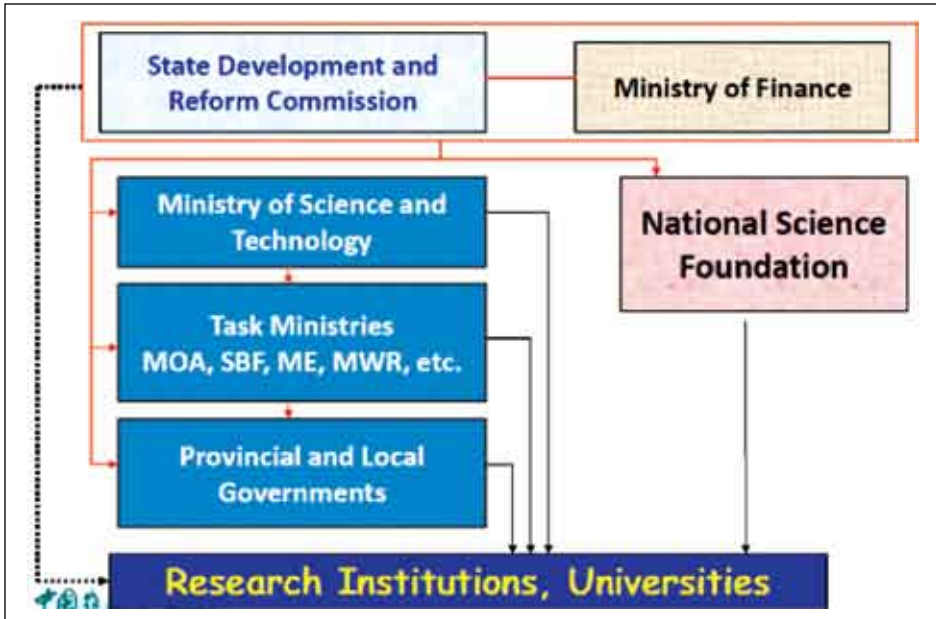 State Development and
Reform Commission
Ministry of Finance
Ministry of Science and
Technology
National Science
Foundation
Task Ministries
MOA, SBF, ME, MWR, etc.
Provincial and Local
Governments
Research Institutions, Universities